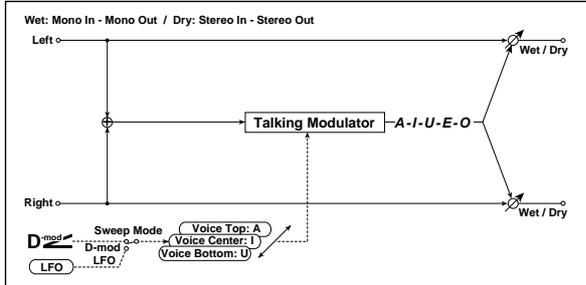 Wet: Mono In - Mono Out / Dry: Stereo In - Stereo Out
Left
Wet / Dry
Talking Modulator
A-I-U-E-O
Right
Wet / Dry
D-mod
Sweep Mode
D-mod
LFO
LFO
Voice Top: A
Voice Center: I
Voice Bottom: U